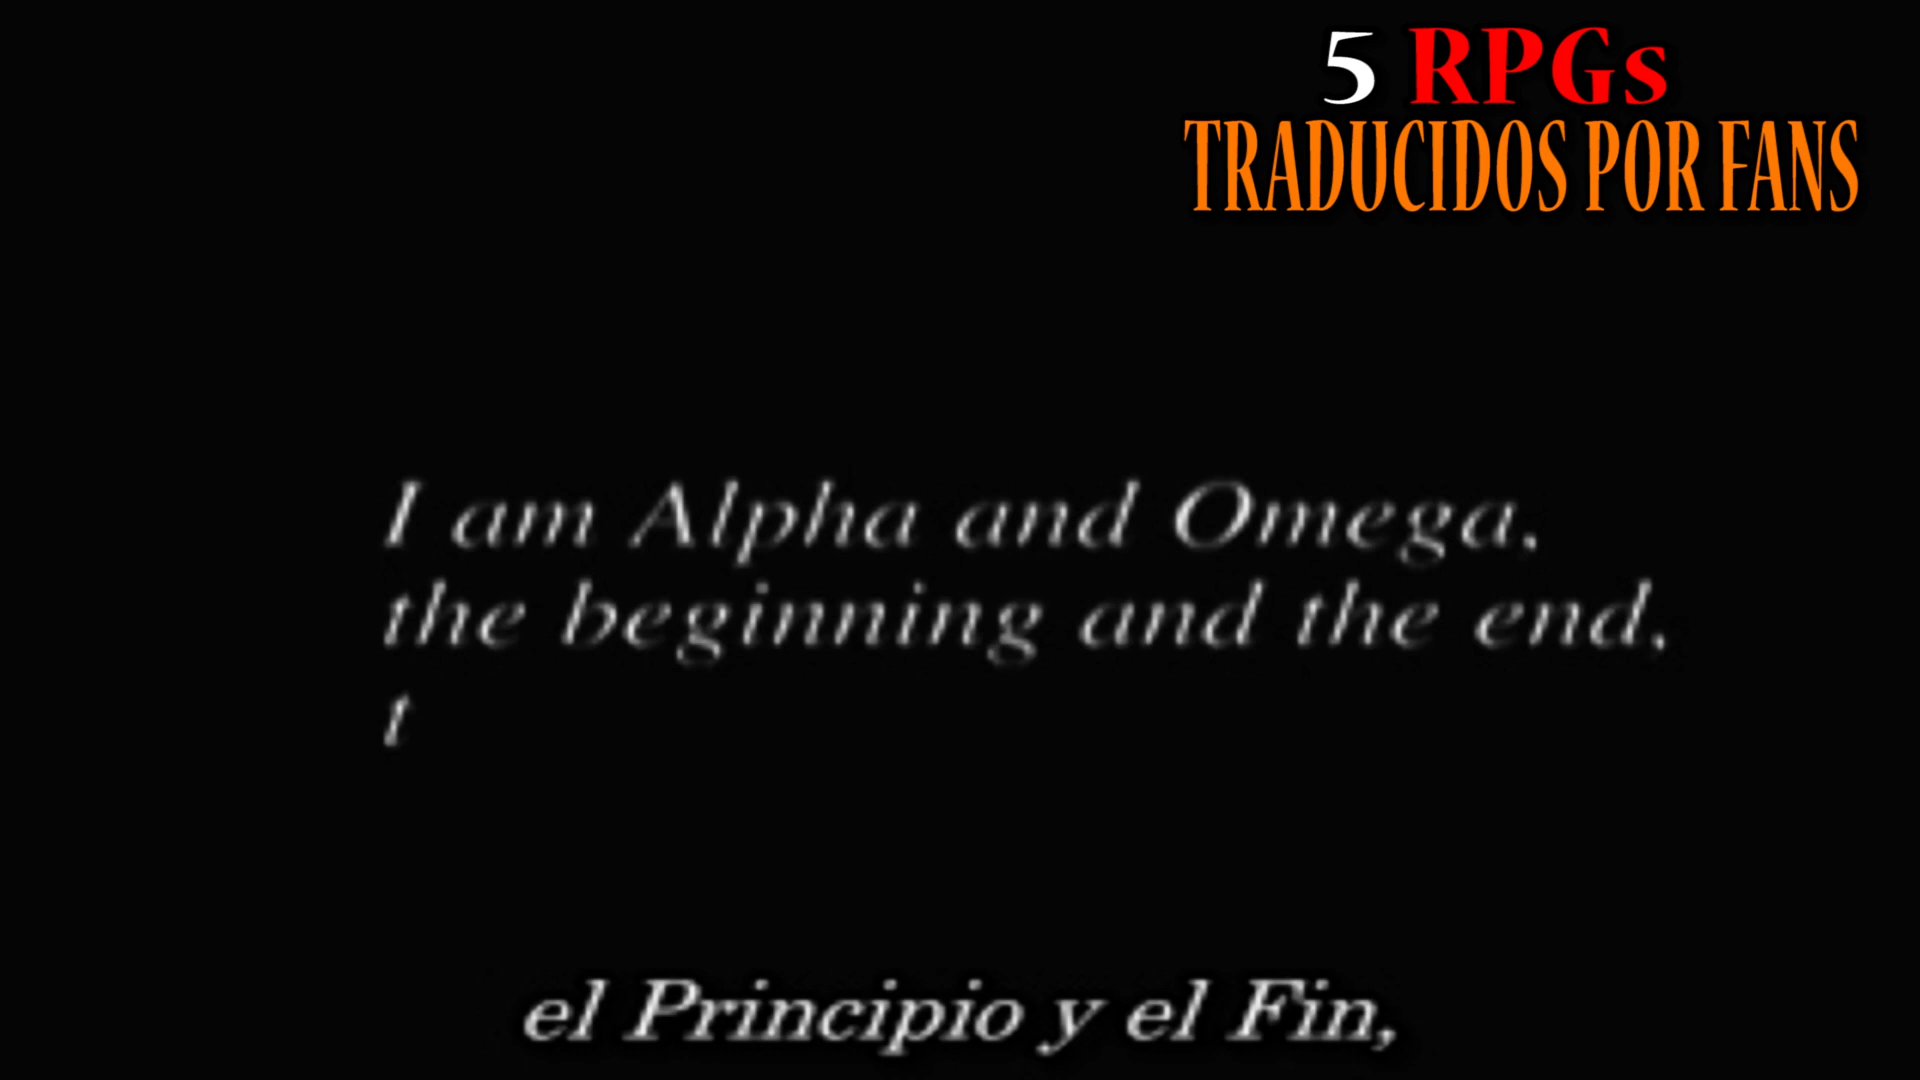 5 RPGs
TRADUCIDOS POR FANS
I am Alpha and Omega,
the beginning and the end,
t
el Principio y el Fin,